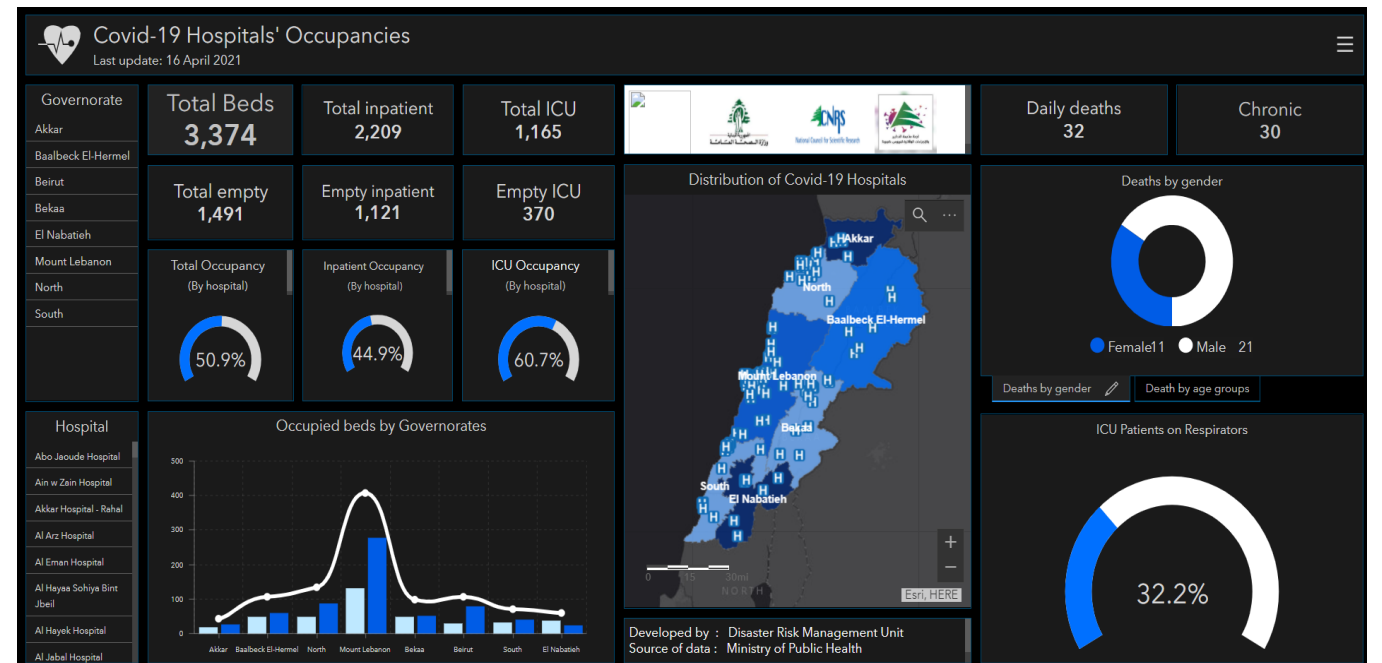 Covid-19 Hospitals' Occupancies
Last update: 16 April 2021
Governorate
Akkar
Baalbeck El-Hermel
Beirut
Bekaa
El Nabatieh
Mount Lebanon
North
South
Total Beds
3,374
Total inpatient
2,209
Total ICU
1,165
Total empty
1,491
Empty inpatient
1,121
Empty ICU
370
Total Occupancy
(By hospital)
50.9%
Inpatient Occupancy
(By hospital)
44.9%
ICU Occupancy
(By hospital)
60.7%
CNRS
National Council for Scientific Research
Distribution of Covid-19 Hospitals
Akkar
North
Baalbeck El-Hermel
Mount Lebanon
Bekaa
South
El Nabatieh
H
0 15 30mi
NORTH
+
−
Esri, HERE
Developed by : Disaster Risk Management Unit
Source of data : Ministry of Public Health
Daily deaths
32
Chronic
30
Deaths by gender
Female11 Male 21
Deaths by gender
Death by age groups
ICU Patients on Respirators
32.2%
Hospital
Abo Jaoude Hospital
Ain w Zain Hospital
Akkar Hospital - Rahal
Al Arz Hospital
Al Eman Hospital
Al Hayaa Sohiya Bint
Jbeil
Al Hayek Hospital
Al Jabal Hospital
Occupied beds by Governorates
500
400
300
200
100
0
Akkar Baalbeck El-Hermel North Mount Lebanon Bekaa Beirut South El Nabatieh